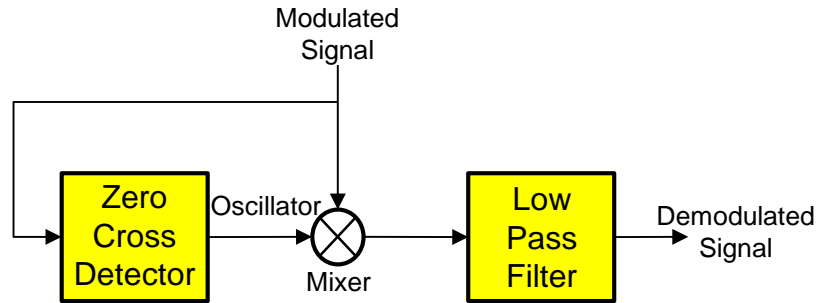 Modulated
Signal
Zero
Cross
Detector
Oscillator
Mixer
Low
Pass
Filter
Demodulated
Signal